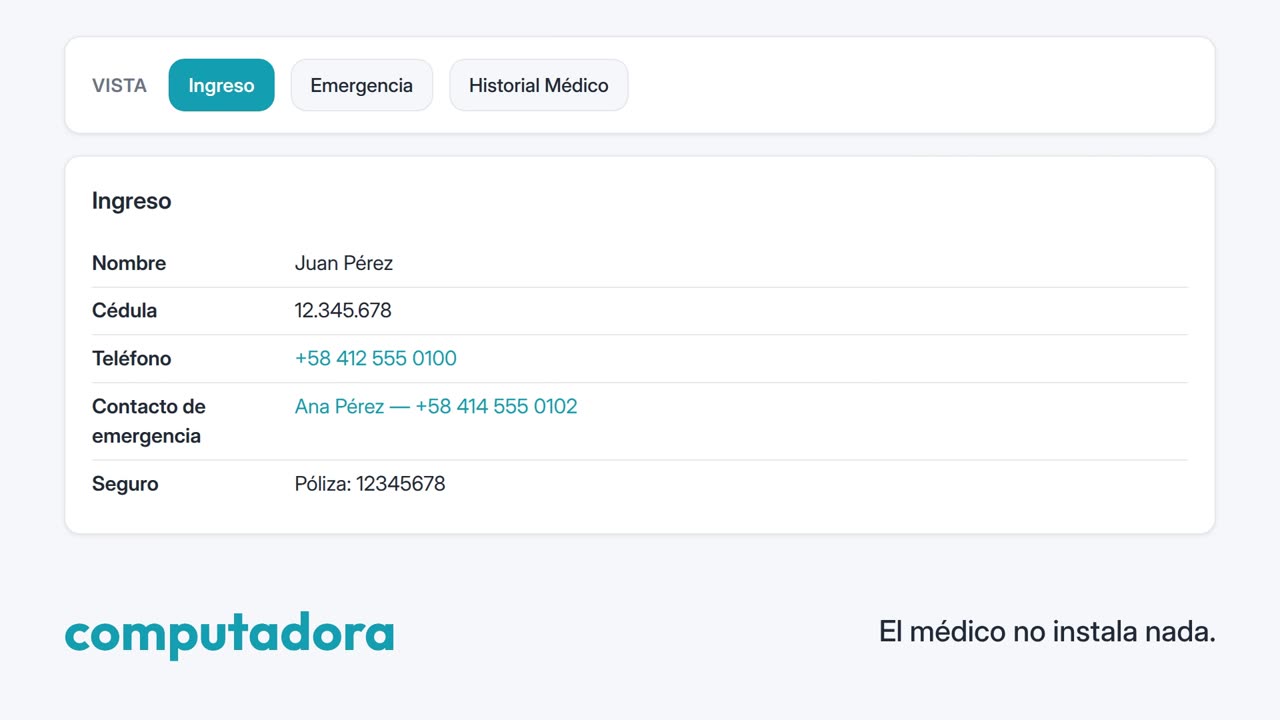 VISTA Ingreso Emergencia Historial Médico
Ingreso
Nombre Juan Pérez
Cédula 12.345.678
Teléfono +58 412 555 0100
Contacto de Ana Pérez — +58 414 555 0102
emergencia
Seguro Póliza: 12345678
computadora El médico no instala nada.